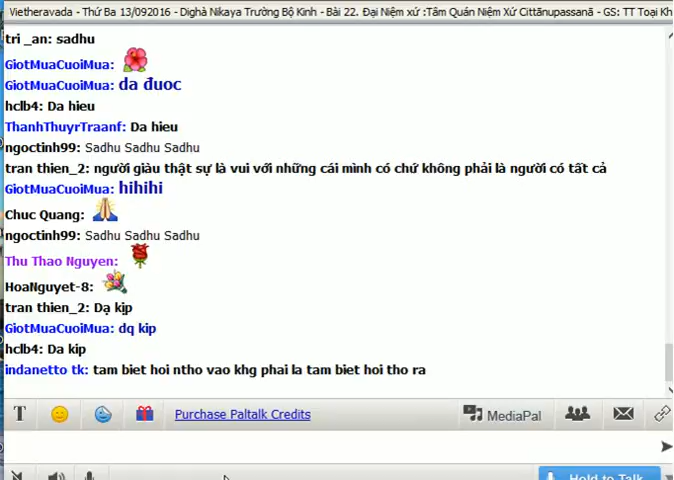 Vietheravada - Thứ Ba 13/092016 - Dighà Nikaya Trường Bộ Kinh - Bài 22. Đại Niệm xứ :Tâm Quán Niệm Xứ Cittānupassanā - GS: TT Toại Kh
tri _an: sadhu
GiotMuaCuoiMua:
GiotMuaCuoiMua: da đuoc
hclb4: Da hieu
ThanhThuyrTraanf: Da hieu
ngoctinh99: Sadhu Sadhu Sadhu
tran thien_2: người giàu thật sự là vui với những cái mình có chứ không phải là người có tất cả
GiotMuaCuoiMua: hihihi
Chuc Quang:
ngoctinh99: Sadhu Sadhu Sadhu
Thu Thao Nguyen:
HoaNguyet-8:
tran thien_2: Dạ kịp
GiotMuaCuoiMua: dq kip
hclb4: Da kip
indanetto tk: tam biet hoi ntho vao khg phai la tam biet hoi tho ra
T Purchase Paltalk Credits MediaPal
Hold to Talk